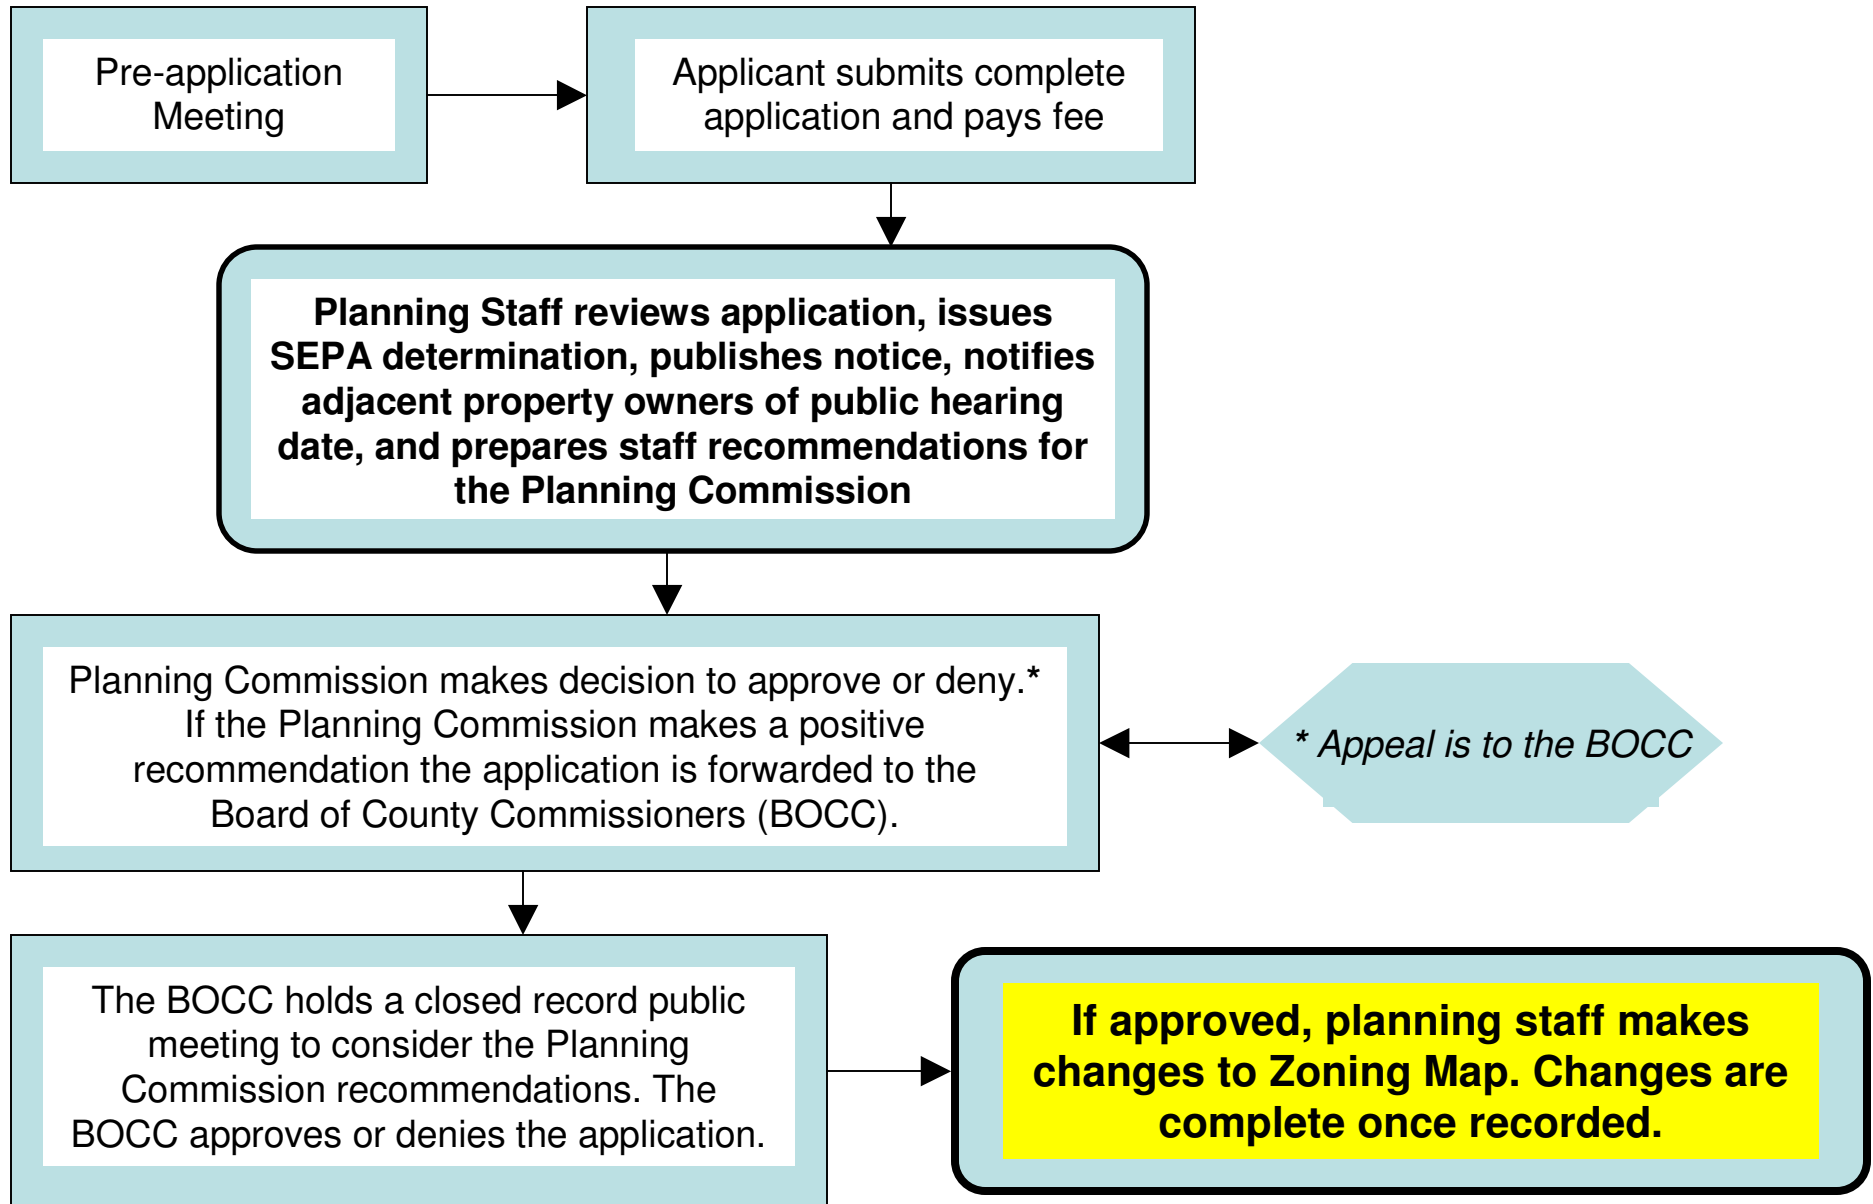 Pre-application
Meeting
Applicant submits complete
application and pays fee
Planning Staff reviews application, issues
SEPA determination, publishes notice, notifies
adjacent property owners of public hearing
date, and prepares staff recommendations for
the Planning Commission
Planning Commission makes decision to approve or deny.*
If the Planning Commission makes a positive
recommendation the application is forwarded to the
Board of County Commissioners (BOCC).
* Appeal is to the BOCC
The BOCC holds a closed record public
meeting to consider the Planning
Commission recommendations. The
BOCC approves or denies the application.
If approved, planning staff makes
changes to Zoning Map. Changes are
complete once recorded.